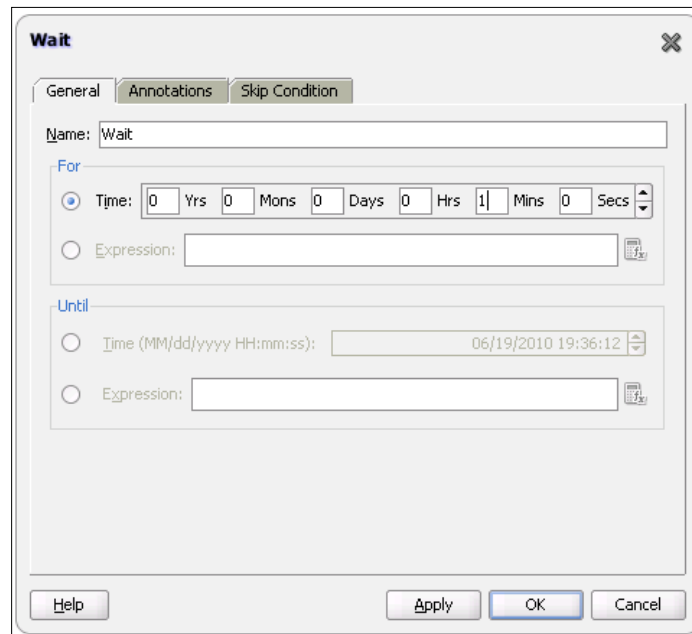 Wait
General Annotations Skip Condition
Name: Wait
For
Time: 0 Yrs 0 Mons 0 Days 0 Hrs 1 Mins 0 Secs
Expression:
Until
Time (MM/dd/yyyy HH:mm:ss): 06/19/2010 19:36:12
Expression:
Help Apply OK Cancel